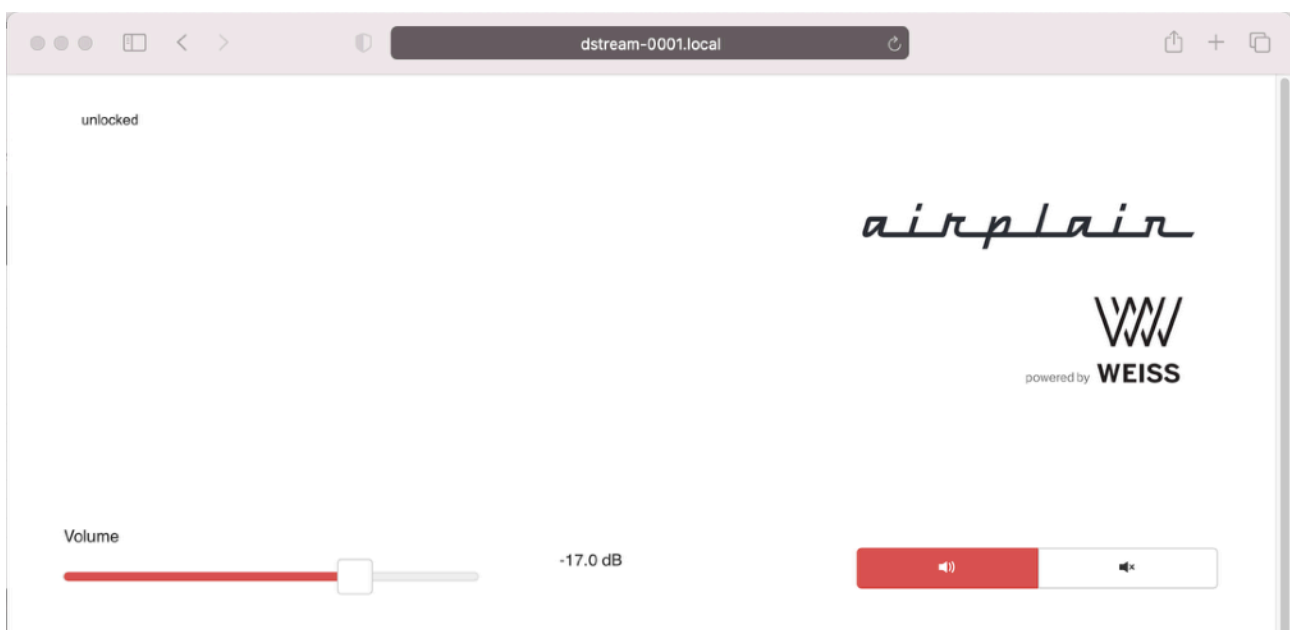 dstream-0001.local
unlocked
airplain
powered by WEISS
Volume
-17.0 dB